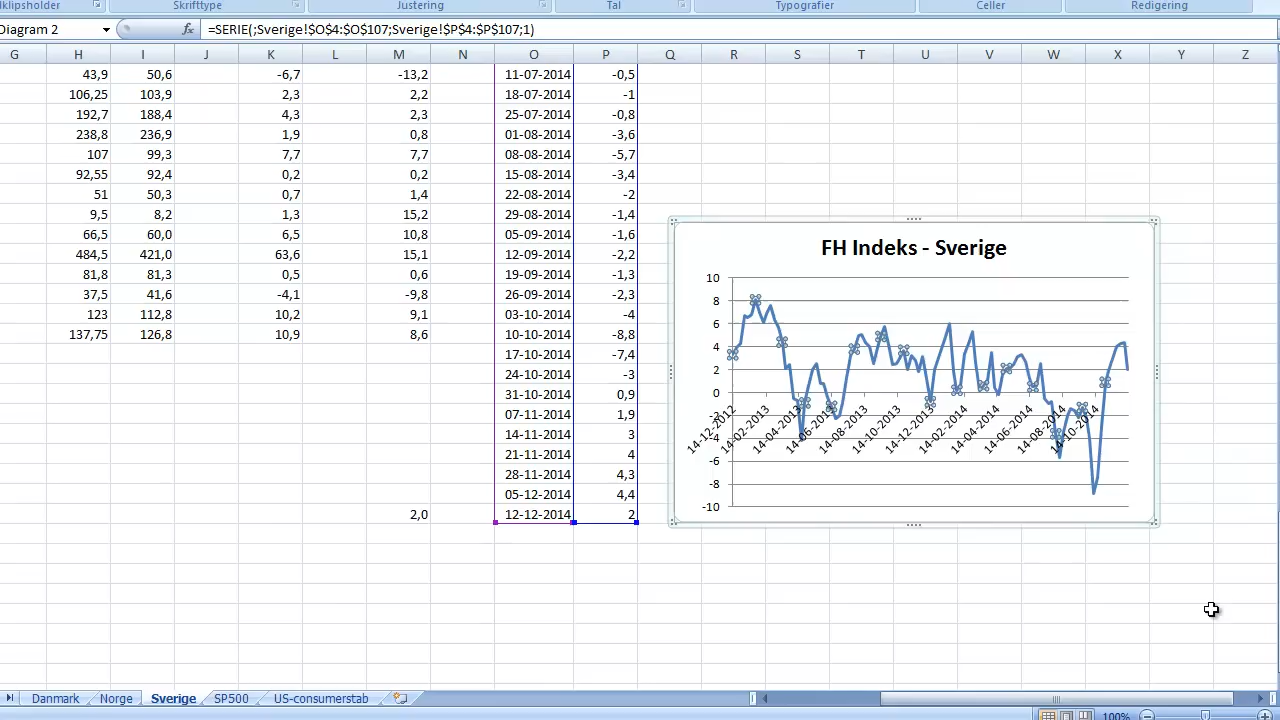 dklipsholder Skrifttype Justering Tal Typografier Celler Redigering
Diagram 2 fx =SERIE(;Sverige!$O$4:$O$107;Sverige!$P$4:$P$107;1)
G H I J K L M N O P Q R S T U V W X Y Z
43,9 50,6 -6,7 -13,2 11-07-2014 -0,5
106,25 103,9 2,3 2,2 18-07-2014 -1
192,7 188,4 4,3 2,3 25-07-2014 -0,8
238,8 236,9 1,9 0,8 01-08-2014 -3,6
107 99,3 7,7 7,7 08-08-2014 -5,7
92,55 92,4 0,2 0,2 15-08-2014 -3,4
51 50,3 0,7 1,4 22-08-2014 -2
9,5 8,2 1,3 15,2 29-08-2014 -1,4
66,5 60,0 6,5 10,8 05-09-2014 -1,6
484,5 421,0 63,6 15,1 12-09-2014 -2,2
81,8 81,3 0,5 0,6 19-09-2014 -1,3
37,5 41,6 -4,1 -9,8 26-09-2014 -2,3
123 112,8 10,2 9,1 03-10-2014 -4
137,75 126,8 10,9 8,6 10-10-2014 -8,8
17-10-2014 -7,4
24-10-2014 -3
31-10-2014 0,9
07-11-2014 1,9
14-11-2014 3
21-11-2014 4
28-11-2014 4,3
05-12-2014 4,4
2,0 12-12-2014 2
FH Indeks - Sverige
10
8
6
4
2
0
-2
-4
-6
-8
-10
14-12-2012 14-02-2013 14-04-2013 14-06-2013 14-08-2013 14-10-2013 14-12-2013 14-02-2014 14-04-2014 14-06-2014 14-08-2014 14-10-2014
Danmark Norge Sverige SP500 US-consumerstab
100%